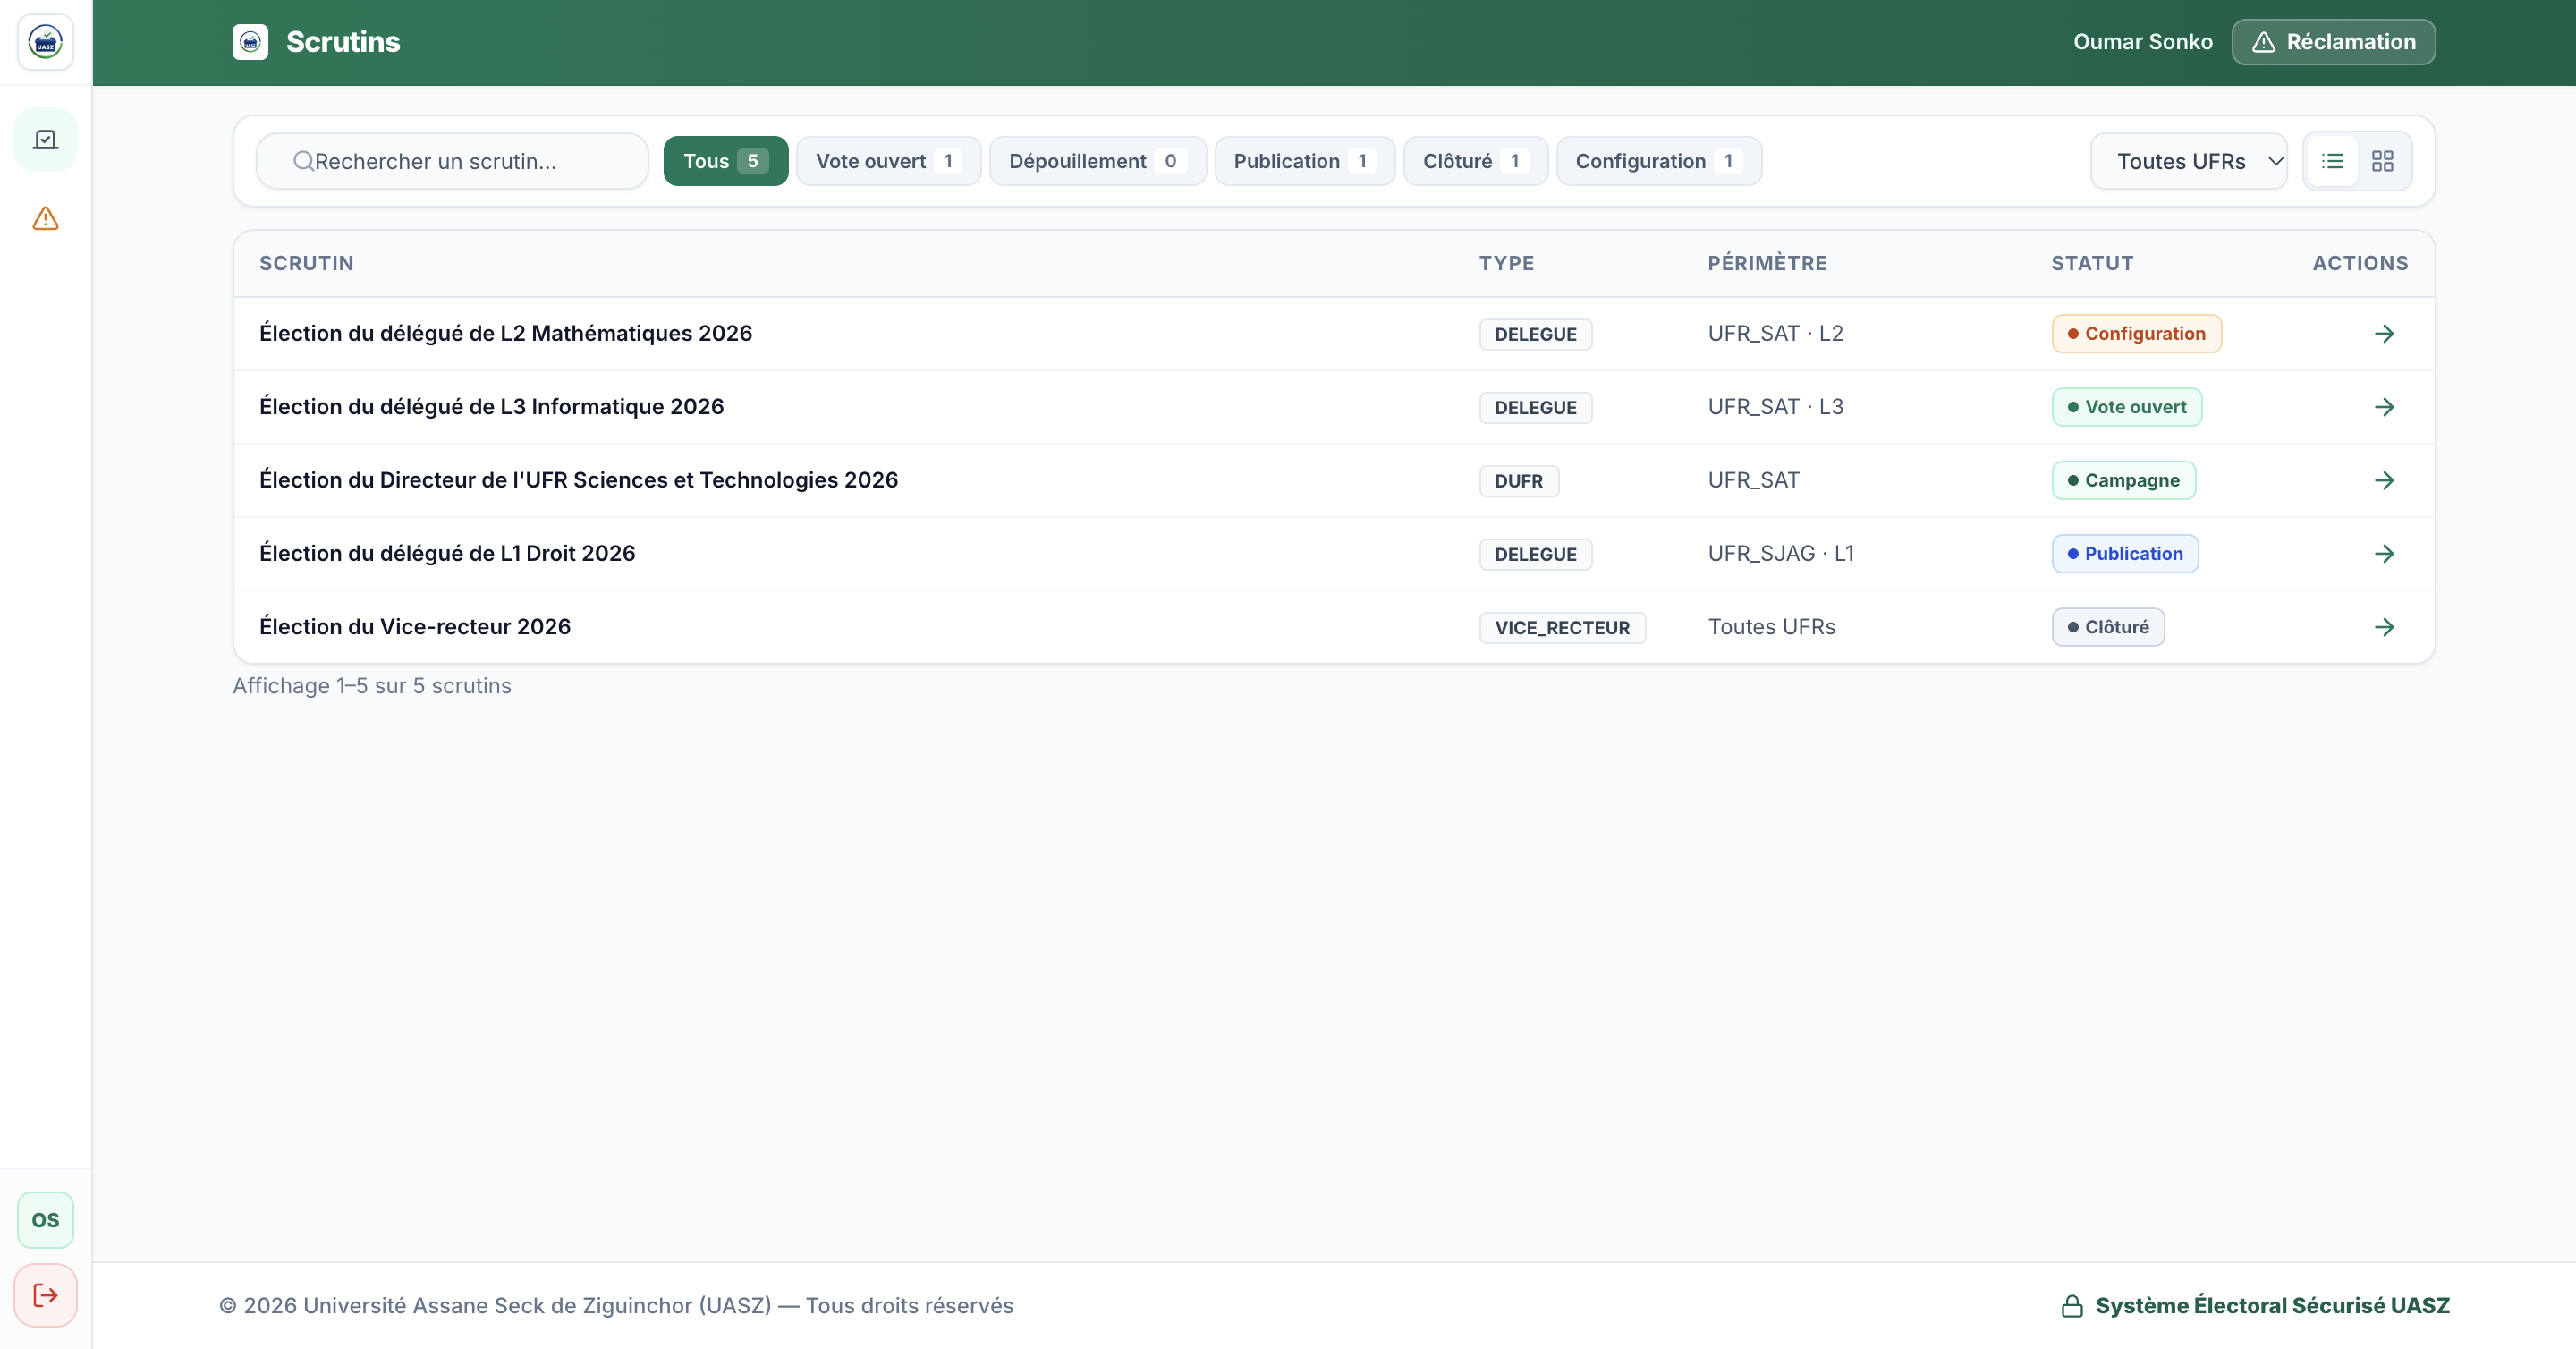 UASZ
Scrutins
Oumar Sonko
Réclamation
Rechercher un scrutin...
Tous 5
Vote ouvert 1
Dépouillement 0
Publication 1
Clôturé 1
Configuration 1
Toutes UFRs
SCRUTIN TYPE PÉRIMÈTRE STATUT ACTIONS
Élection du délégué de L2 Mathématiques 2026 DELEGUE UFR_SAT · L2 Configuration
Élection du délégué de L3 Informatique 2026 DELEGUE UFR_SAT · L3 Vote ouvert
Élection du Directeur de l'UFR Sciences et Technologies 2026 DUFR UFR_SAT Campagne
Élection du délégué de L1 Droit 2026 DELEGUE UFR_SJAG · L1 Publication
Élection du Vice-recteur 2026 VICE_RECTEUR Toutes UFRs Clôturé
Affichage 1–5 sur 5 scrutins
OS
© 2026 Université Assane Seck de Ziguinchor (UASZ) — Tous droits réservés
Système Électoral Sécurisé UASZ